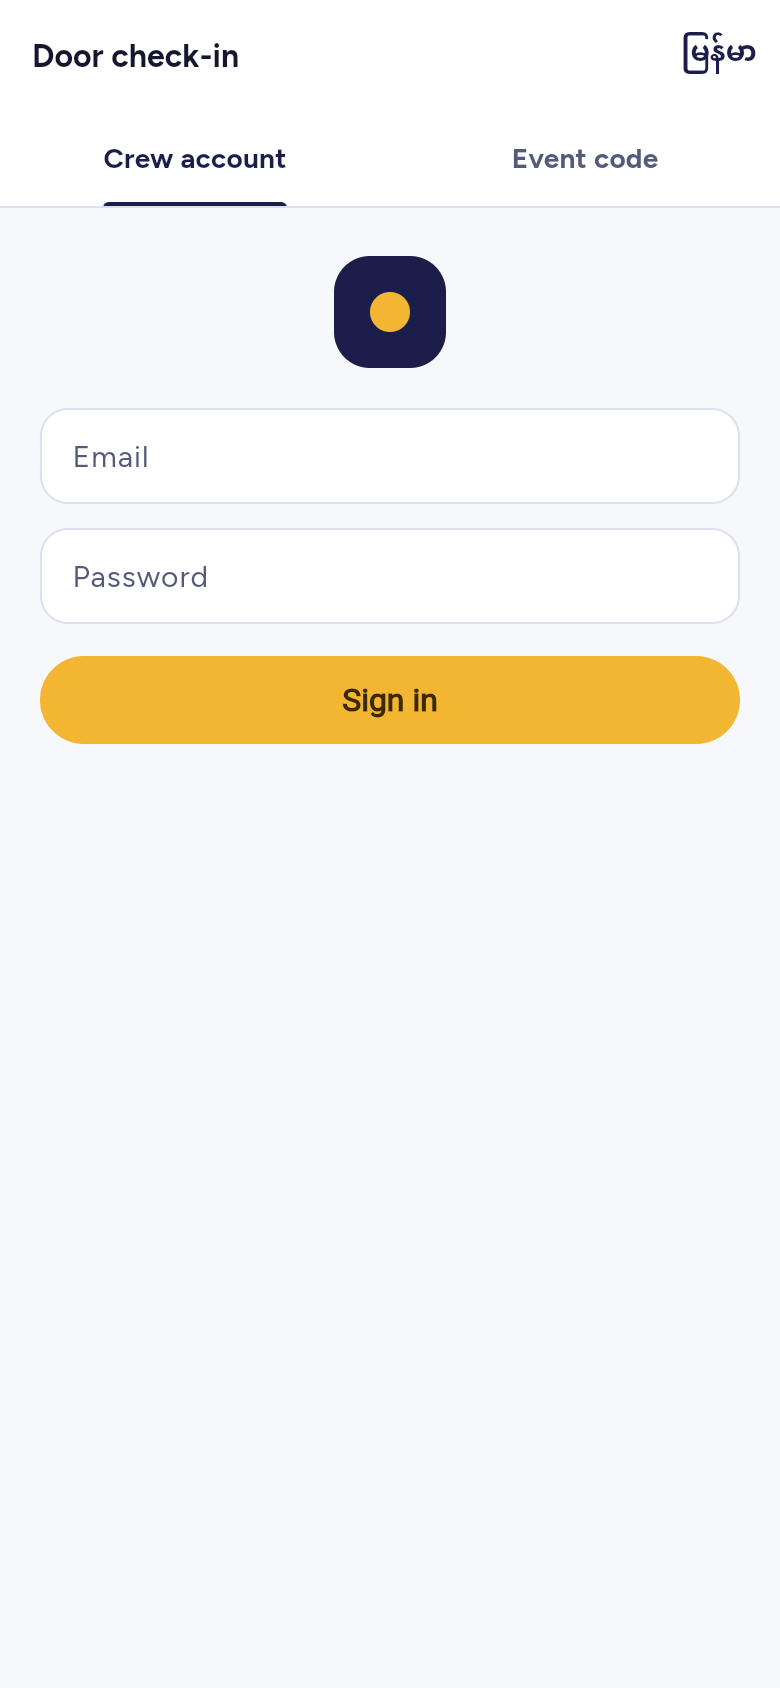 Door check-in
မြန်မာ
Crew account
Event code
Email
Password
Sign in